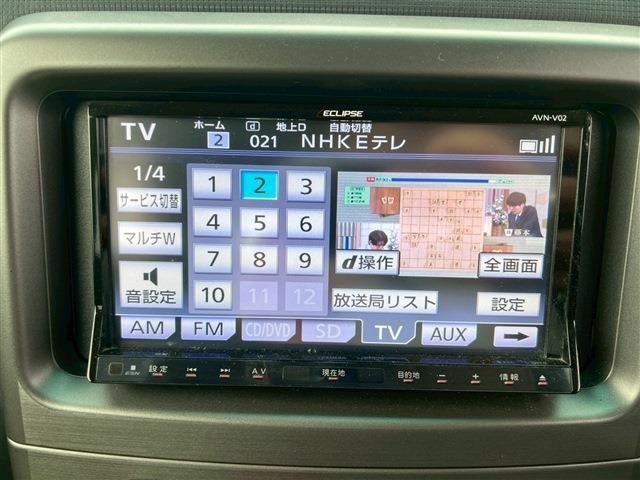 ECLIPSE
AVN-V02
TV ホーム 2 d 地上D 021 自動切替 NHKEテレ
1/4
サービス切替
マルチW
音設定
1 2 3
4 5 6
7 8 9
10 11 12
d操作
全画面
放送局リスト
設定
AM FM CD/DVD SD TV AUX
ESN 設定 AV 現在地 目的地 − + 情報